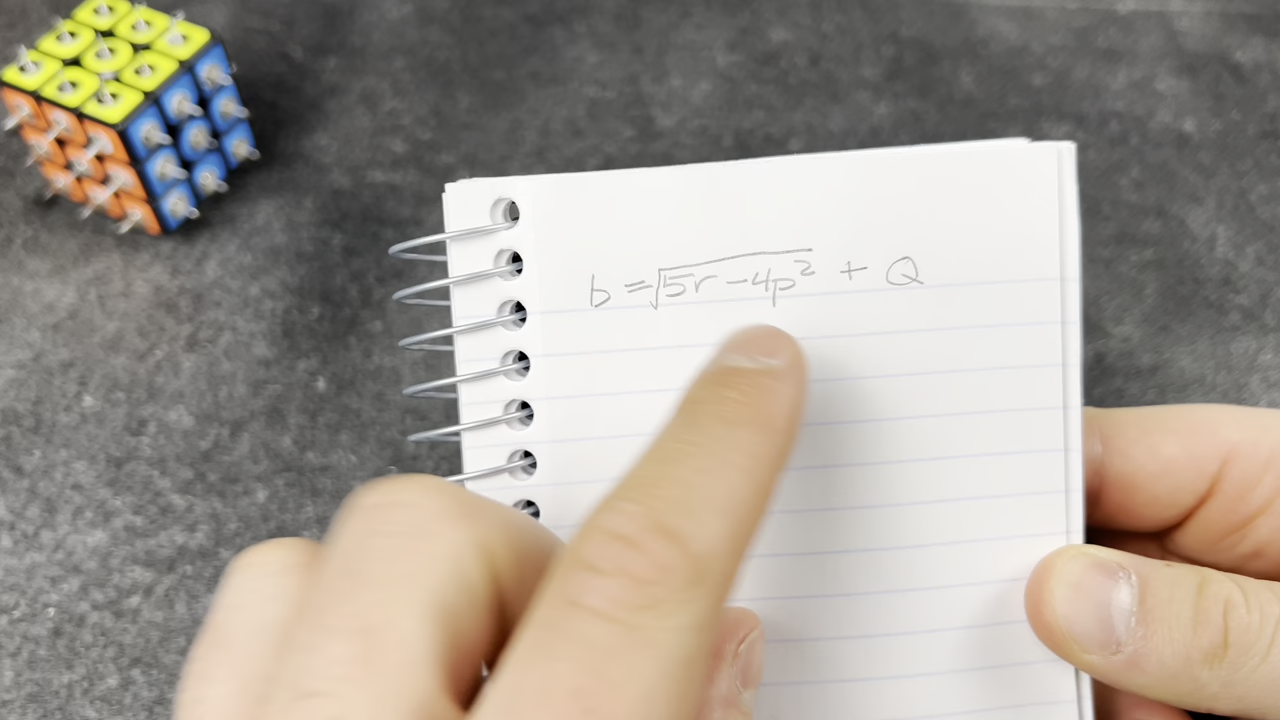 b = √(5r - 4p²) + Q